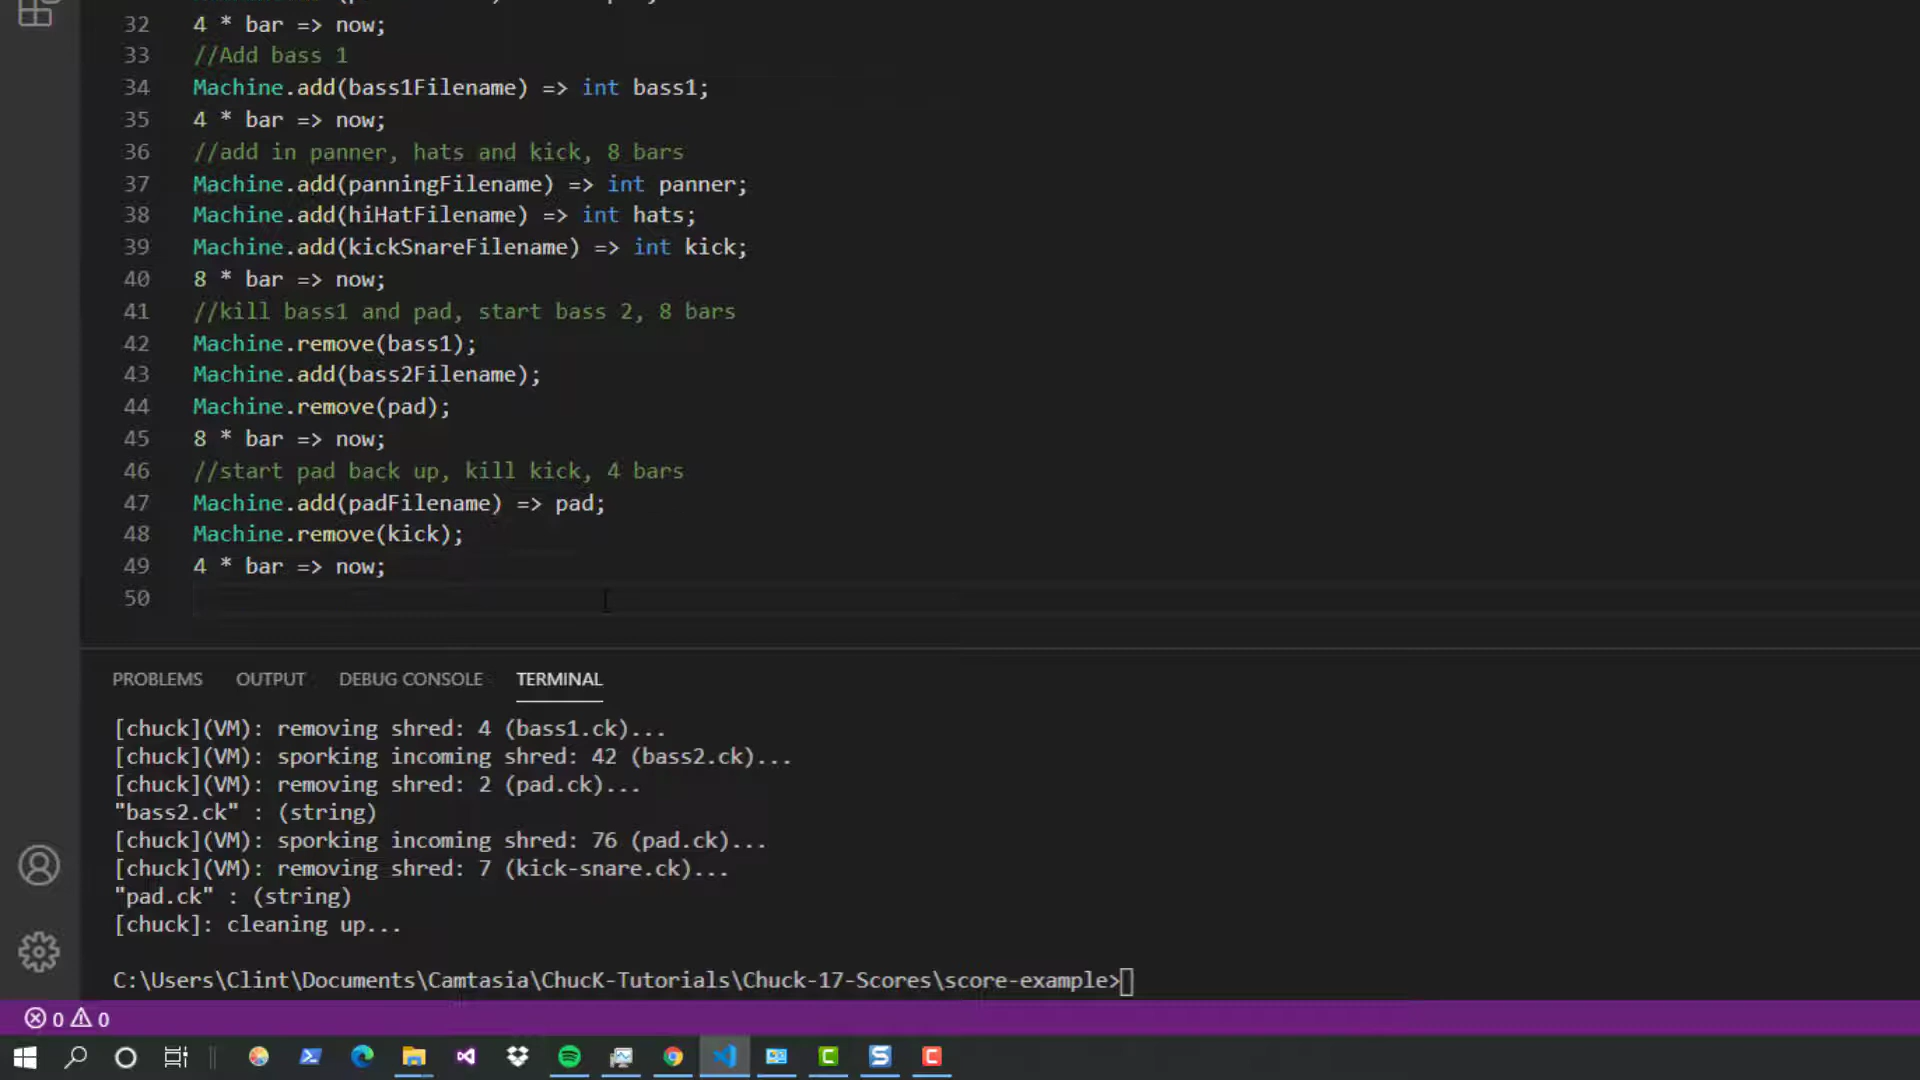 32 4 * bar => now;
33 //Add bass 1
34 Machine.add(bass1Filename) => int bass1;
35 4 * bar => now;
36 //add in panner, hats and kick, 8 bars
37 Machine.add(panningFilename) => int panner;
38 Machine.add(hiHatFilename) => int hats;
39 Machine.add(kickSnareFilename) => int kick;
40 8 * bar => now;
41 //kill bass1 and pad, start bass 2, 8 bars
42 Machine.remove(bass1);
43 Machine.add(bass2Filename);
44 Machine.remove(pad);
45 8 * bar => now;
46 //start pad back up, kill kick, 4 bars
47 Machine.add(padFilename) => pad;
48 Machine.remove(kick);
49 4 * bar => now;
50
PROBLEMS OUTPUT DEBUG CONSOLE TERMINAL
[chuck](VM): removing shred: 4 (bass1.ck)...
[chuck](VM): sporking incoming shred: 42 (bass2.ck)...
[chuck](VM): removing shred: 2 (pad.ck)...
"bass2.ck" : (string)
[chuck](VM): sporking incoming shred: 76 (pad.ck)...
[chuck](VM): removing shred: 7 (kick-snare.ck)...
"pad.ck" : (string)
[chuck]: cleaning up...
C:\Users\Clint\Documents\Camtasia\ChucK-Tutorials\Chuck-17-Scores\score-example>
0 0